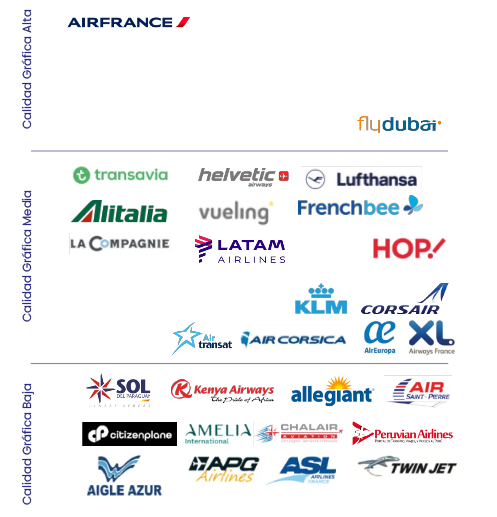 Calidad Gráfica Alta
AIRFRANCE
flydubai
Calidad Gráfica Media
transavia
helvetic
airways
Lufthansa
Alitalia
vueling
Frenchbee
LA COMPAGNIE
LATAM
AIRLINES
HOP!
KLM
CORSAIR
Air
transat
AIR CORSICA
æ
AirEuropa
XL
Airways France
Calidad Gráfica Baja
SOL
DEL PARAGUAY
LINEAS AEREAS
Kenya Airways
The Pride of Africa
allegiant
AIR
SAINT-PIERRE
citizenplane
AMELIA
International
CHALAIR
AVIATION
Peruvian Airlines
AIGLE AZUR
APG
Airlines
ASL
AIRLINES
FRANCE
TWIN JET